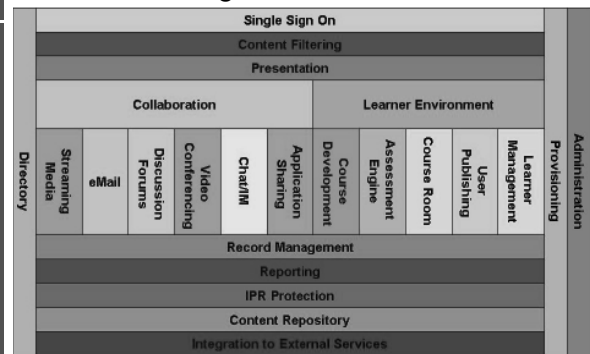 Single Sign On
Content Filtering
Presentation
Collaboration
Learner Environment
Directory
Streaming
Media
eMail
Discussion
Forums
Video
Conferencing
Chat/IM
Application
Sharing
Course
Development
Assessment
Engine
Course Room
User
Publishing
Learner
Management
Provisioning
Administration
Record Management
Reporting
IPR Protection
Content Repository
Integration to External Services